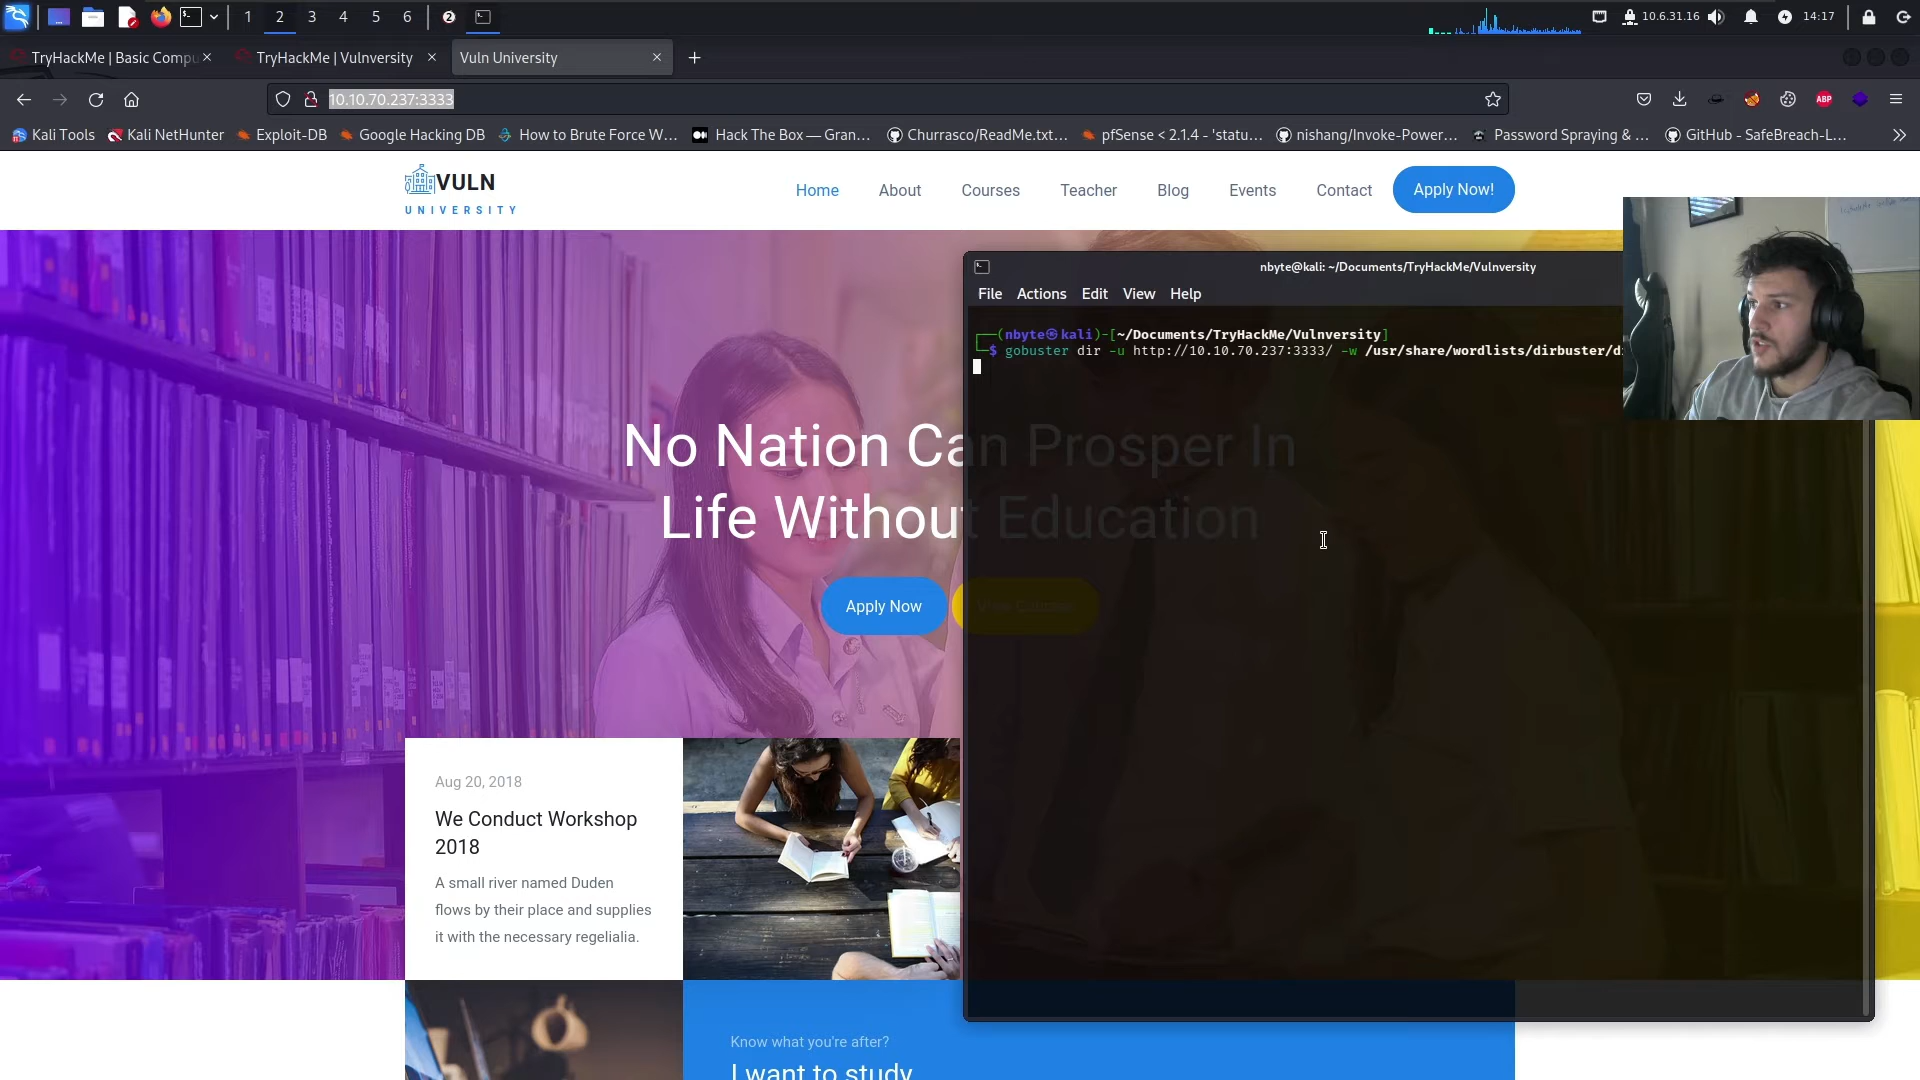 1 2 3 4 5 6 2 10.6.31.16 14:17
TryHackMe | Basic Compu TryHackMe | Vulnversity Vuln University
10.10.70.237:3333 ABP
Kali Tools Kali NetHunter Exploit-DB Google Hacking DB How to Brute Force W... Hack The Box — Gran... Churrasco/ReadMe.txt... pfSense < 2.1.4 - 'statu... nishang/Invoke-Power... Password Spraying & ... GitHub - SafeBreach-L...
VULN
UNIVERSITY
Home About Courses Teacher Blog Events Contact Apply Now!
nbyte@kali: ~/Documents/TryHackMe/Vulnversity
File Actions Edit View Help
┌──(nbyte㉿kali)-[~/Documents/TryHackMe/Vulnversity]
└─$ gobuster dir -u http://10.10.70.237:3333/ -w /usr/share/wordlists/dirbuster/di
No Nation Can Prosper In
Life Without Education
Apply Now
Aug 20, 2018
We Conduct Workshop
2018
A small river named Duden
flows by their place and supplies
it with the necessary regelialia.
Know what you're after?
I want to study